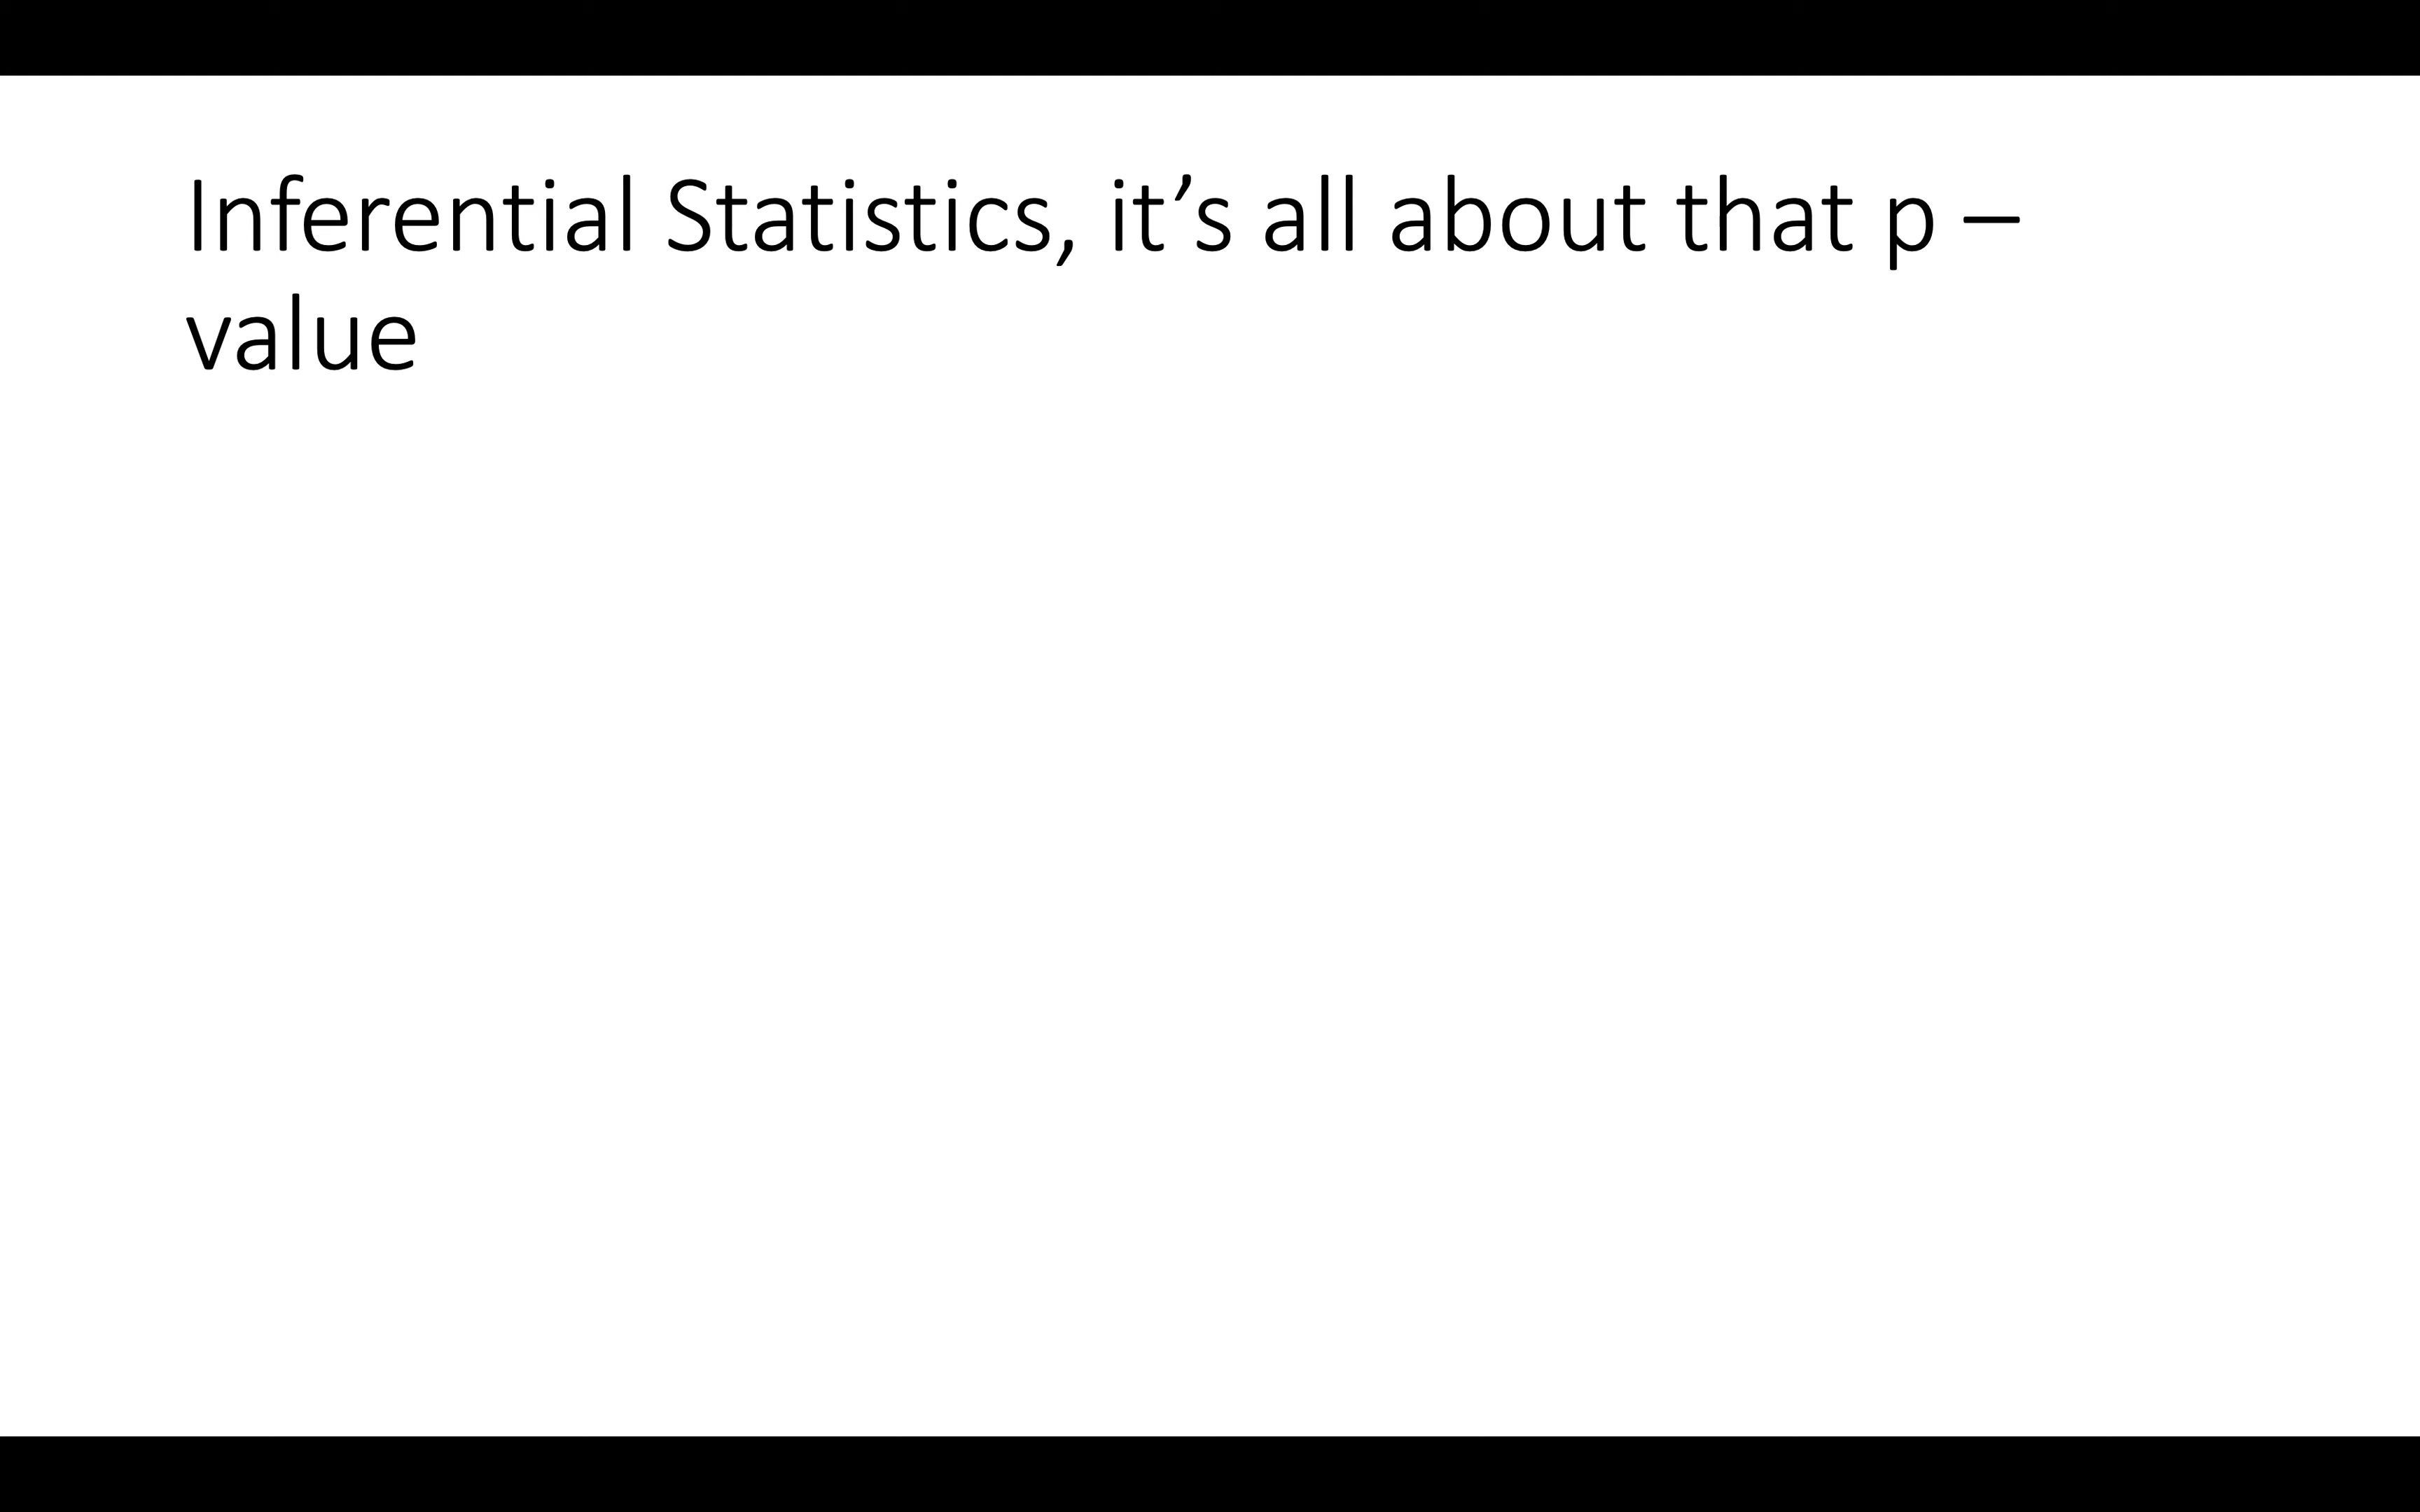 Inferential Statistics, it’s all about that p –
value